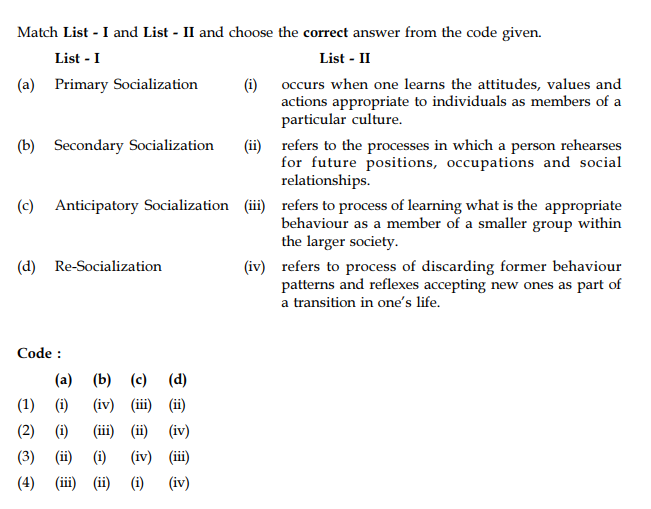 Match List - I and List - II and choose the correct answer from the code given.
List - I List - II
(a) Primary Socialization (i) occurs when one learns the attitudes, values and
actions appropriate to individuals as members of a
particular culture.
(b) Secondary Socialization (ii) refers to the processes in which a person rehearses
for future positions, occupations and social
relationships.
(c) Anticipatory Socialization (iii) refers to process of learning what is the appropriate
behaviour as a member of a smaller group within
the larger society.
(d) Re-Socialization (iv) refers to process of discarding former behaviour
patterns and reflexes accepting new ones as part of
a transition in one's life.
Code :
(a) (b) (c) (d)
(1) (i) (iv) (iii) (ii)
(2) (i) (iii) (ii) (iv)
(3) (ii) (i) (iv) (iii)
(4) (iii) (ii) (i) (iv)